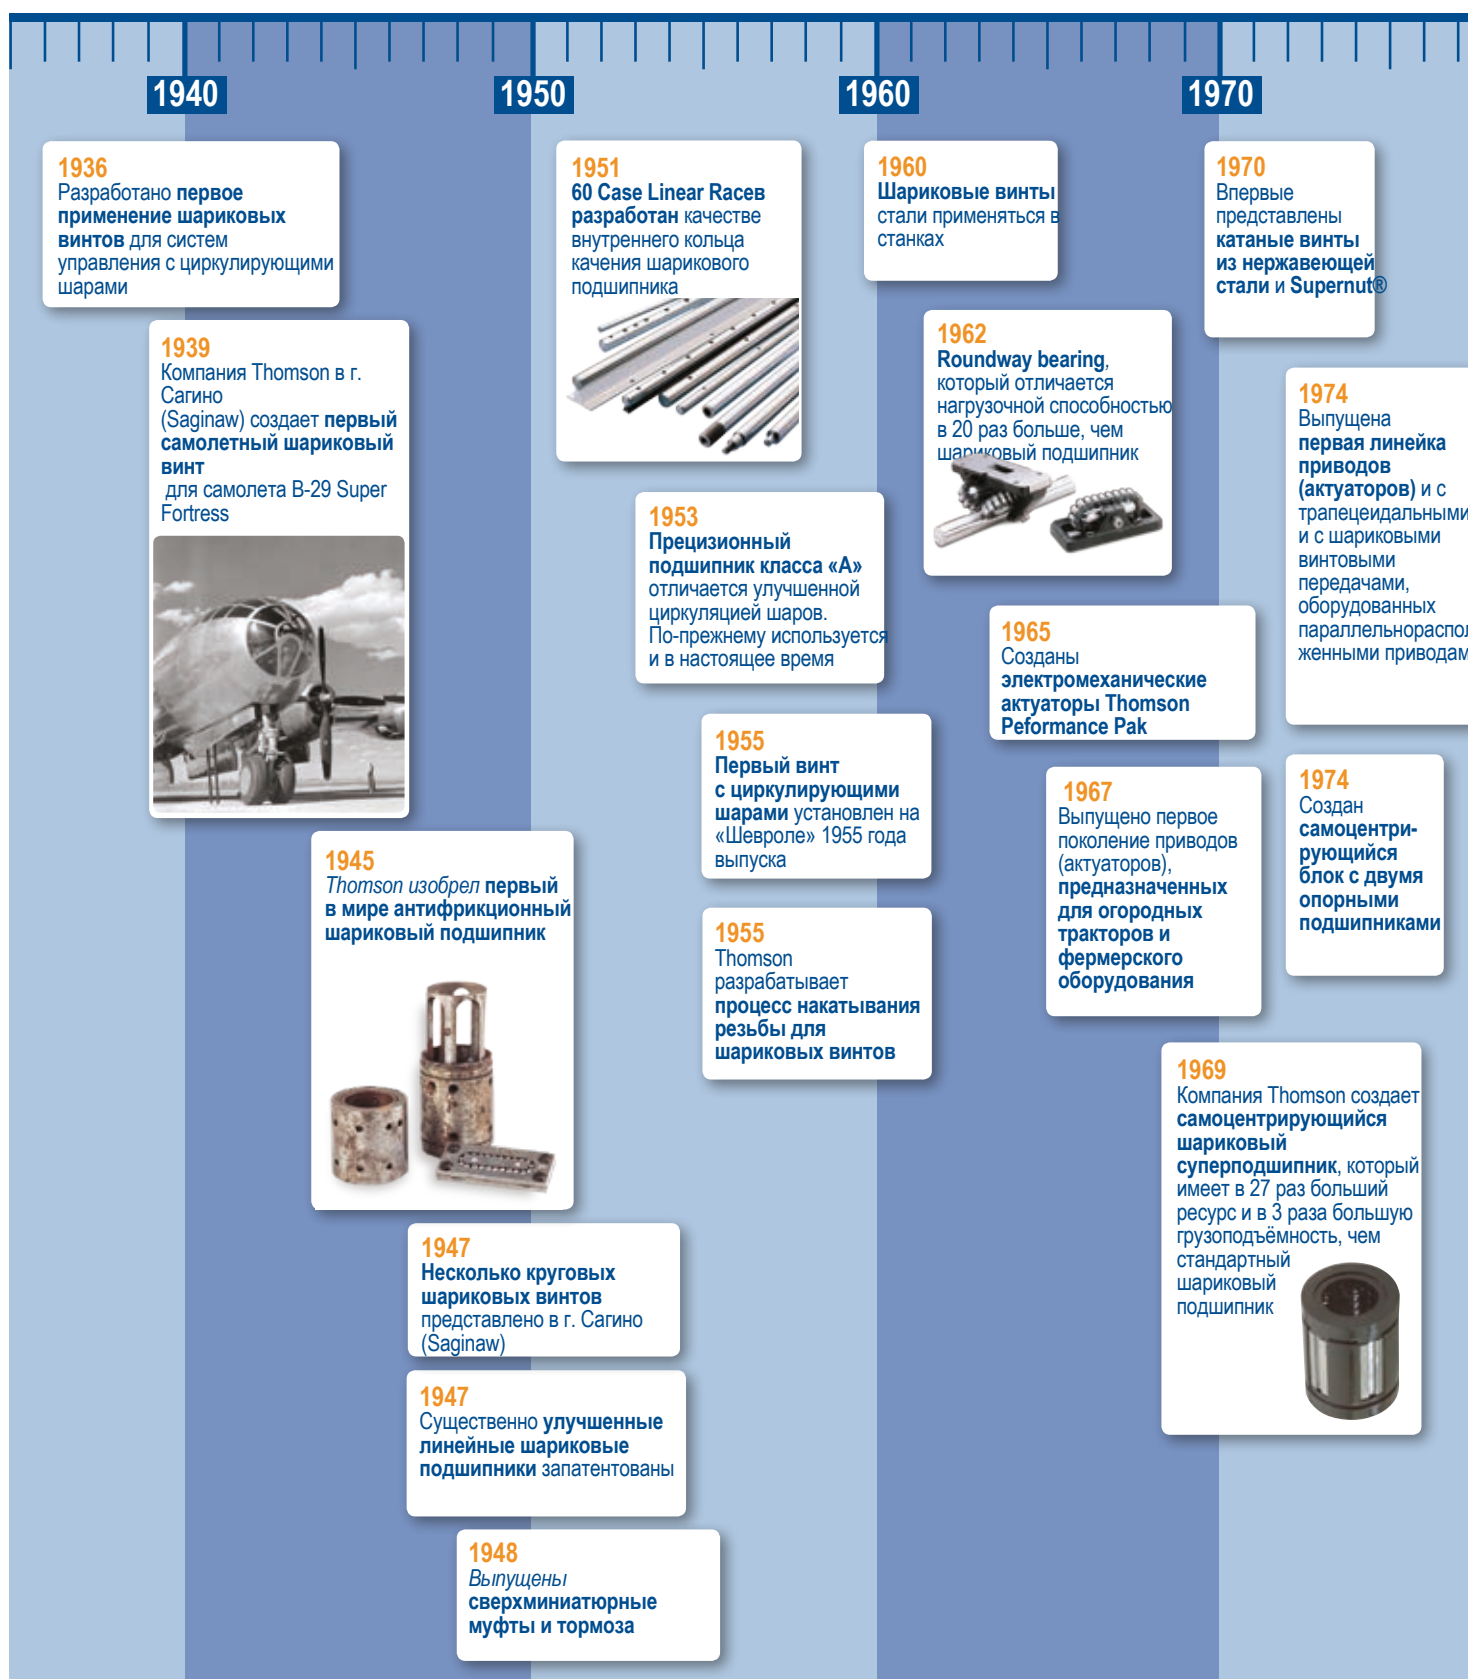 1940
1950
1960
1970
1936
Разработано первое
применение шариковых
винтов для систем
управления с циркулирующими
шарами
1939
Компания Thomson в г.
Сагино
(Saginaw) создает первый
самолетный шариковый
винт
для самолета B-29 Super
Fortress
1945
Thomson изобрел первый
в мире антифрикционный
шариковый подшипник
1947
Несколько круговых
шариковых винтов
представлено в г. Сагино
(Saginaw)
1947
Существенно улучшенные
линейные шариковые
подшипники запатентованы
1948
Выпущены
сверхминиатюрные
муфты и тормоза
1951
60 Case Linear Raceв
разработан качестве
внутреннего кольца
качения шарикового
подшипника
1953
Прецизионный
подшипник класса «А»
отличается улучшенной
циркуляцией шаров.
По-прежнему используется
и в настоящее время
1955
Первый винт
с циркулирующими
шарами установлен на
«Шевроле» 1955 года
выпуска
1955
Thomson
разрабатывает
процесс накатывания
резьбы для
шариковых винтов
1960
Шариковые винты
стали применяться в
станках
1962
Roundway bearing,
который отличается
нагрузочной способностью
в 20 раз больше, чем
шариковый подшипник
1965
Созданы
электромеханические
актуаторы Thomson
Peformance Pak
1967
Выпущено первое
поколение приводов
(актуаторов),
предназначенных
для огородных
тракторов и
фермерского
оборудования
1969
Компания Thomson создает
самоцентрирующийся
шариковый
суперподшипник, который
имеет в 27 раз больший
ресурс и в 3 раза большую
грузоподъёмность, чем
стандартный
шариковый
подшипник
1970
Впервые
представлены
катаные винты
из нержавеющей
стали и Supernut®
1974
Выпущена
первая линейка
приводов
(актуаторов) и с
трапецеидальными
и с шариковыми
винтовыми
передачами,
оборудованных
параллельнораспол
женными приводам
1974
Создан
самоцентри-
рующийся
блок с двумя
опорными
подшипниками